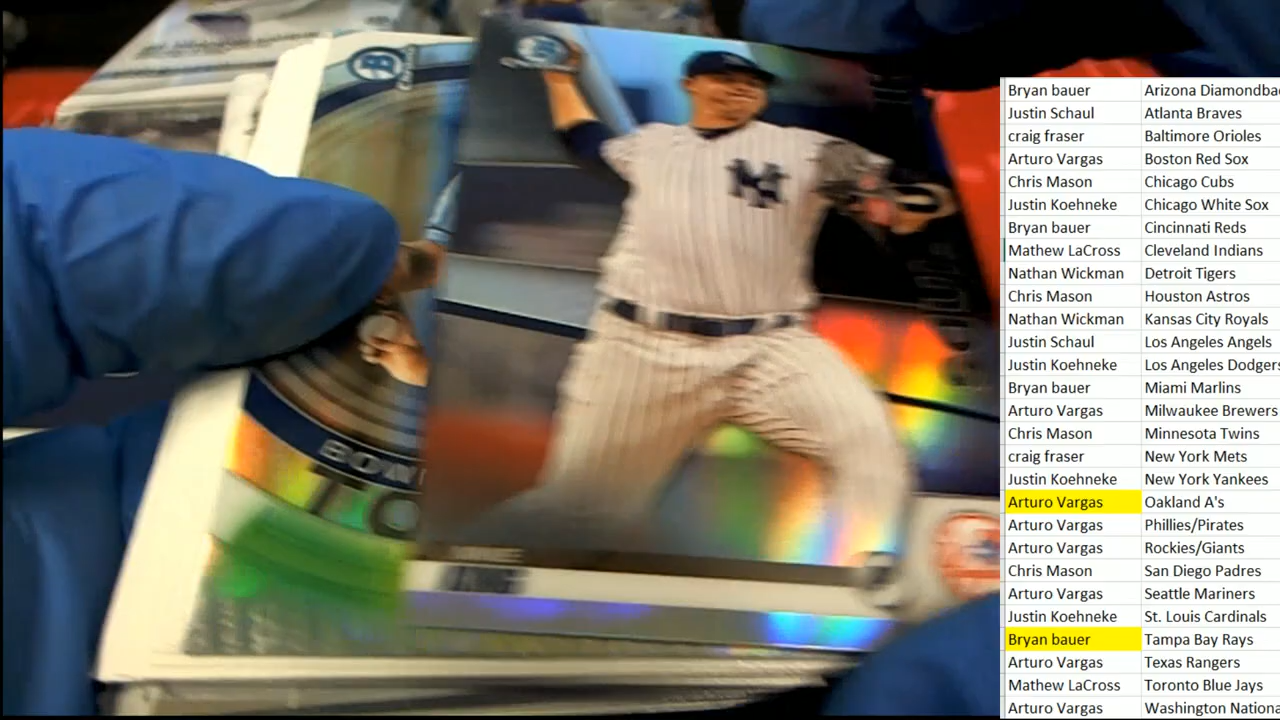 Bryan bauer Arizona Diamondba
Justin Schaul Atlanta Braves
craig fraser Baltimore Orioles
Arturo Vargas Boston Red Sox
Chris Mason Chicago Cubs
Justin Koehneke Chicago White Sox
Bryan bauer Cincinnati Reds
Mathew LaCross Cleveland Indians
Nathan Wickman Detroit Tigers
Chris Mason Houston Astros
Nathan Wickman Kansas City Royals
Justin Schaul Los Angeles Angels
Justin Koehneke Los Angeles Dodgers
Bryan bauer Miami Marlins
Arturo Vargas Milwaukee Brewers
Chris Mason Minnesota Twins
craig fraser New York Mets
Justin Koehneke New York Yankees
Arturo Vargas Oakland A's
Arturo Vargas Phillies/Pirates
Arturo Vargas Rockies/Giants
Chris Mason San Diego Padres
Arturo Vargas Seattle Mariners
Justin Koehneke St. Louis Cardinals
Bryan bauer Tampa Bay Rays
Arturo Vargas Texas Rangers
Mathew LaCross Toronto Blue Jays
Arturo Vargas Washington Nationa
B
NY
BOW